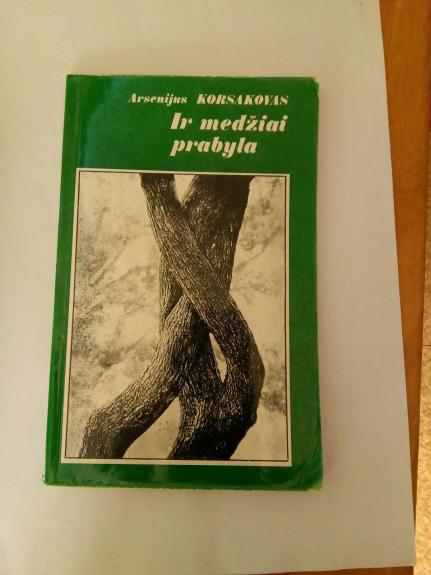 Arsenijus KORSAKOVAS
Ir medžiai
prabyla